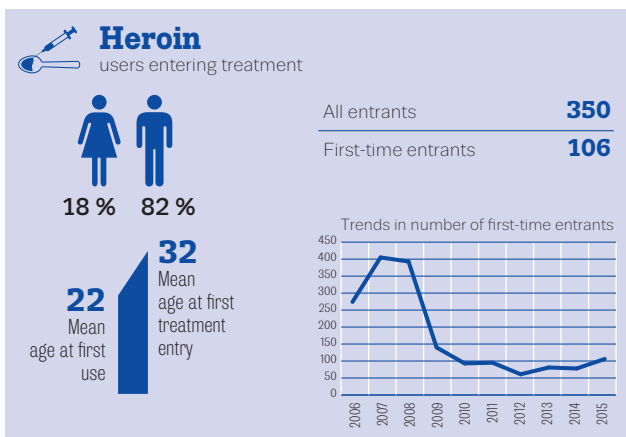 Heroin
users entering treatment
18 % 82 %
All entrants 350
First-time entrants 106
22
Mean
age at first
use
32
Mean
age at first
treatment
entry
Trends in number of first-time entrants
450
400
350
300
250
200
150
100
50
0
2006 2007 2008 2009 2010 2011 2012 2013 2014 2015